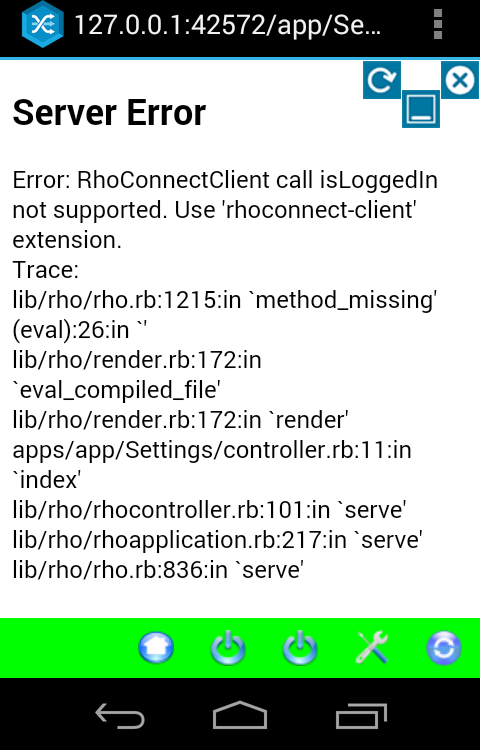 127.0.0.1:42572/app/Se...
Server Error
Error: RhoConnectClient call isLoggedIn
not supported. Use 'rhoconnect-client'
extension.
Trace:
lib/rho/rho.rb:1215:in `method_missing'
(eval):26:in `'
lib/rho/render.rb:172:in
`eval_compiled_file'
lib/rho/render.rb:172:in `render'
apps/app/Settings/controller.rb:11:in
`index'
lib/rho/rhocontroller.rb:101:in `serve'
lib/rho/rhoapplication.rb:217:in `serve'
lib/rho/rho.rb:836:in `serve'